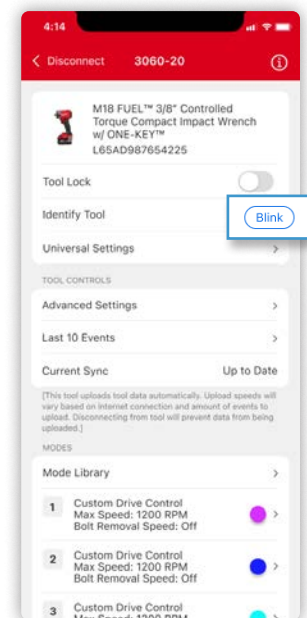 4:14
Disconnect 3060-20
M18 FUEL™ 3/8" Controlled
Torque Compact Impact Wrench
w/ ONE-KEY™
L65AD987654225
Tool Lock
Identify Tool Blink
Universal Settings
TOOL CONTROLS
Advanced Settings
Last 10 Events
Current Sync Up to Date
[This tool uploads tool data automatically. Upload speeds will
vary based on internet connection and amount of events to
upload. Disconnecting from tool will prevent data from being
uploaded.]
MODES
Mode Library
1 Custom Drive Control
Max Speed: 1200 RPM
Bolt Removal Speed: Off
2 Custom Drive Control
Max Speed: 1200 RPM
Bolt Removal Speed: Off
3 Custom Drive Control
Max Speed: 1200 RPM